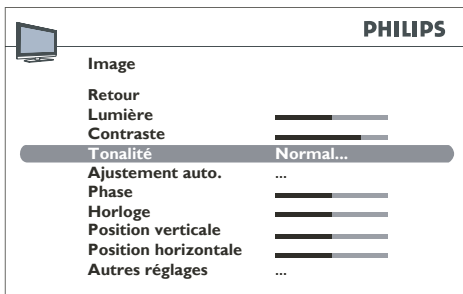 PHILIPS
Image
Retour
Lumière
Contraste
Tonalité Normal...
Ajustement auto. ...
Phase
Horloge
Position verticale
Position horizontale
Autres réglages ...